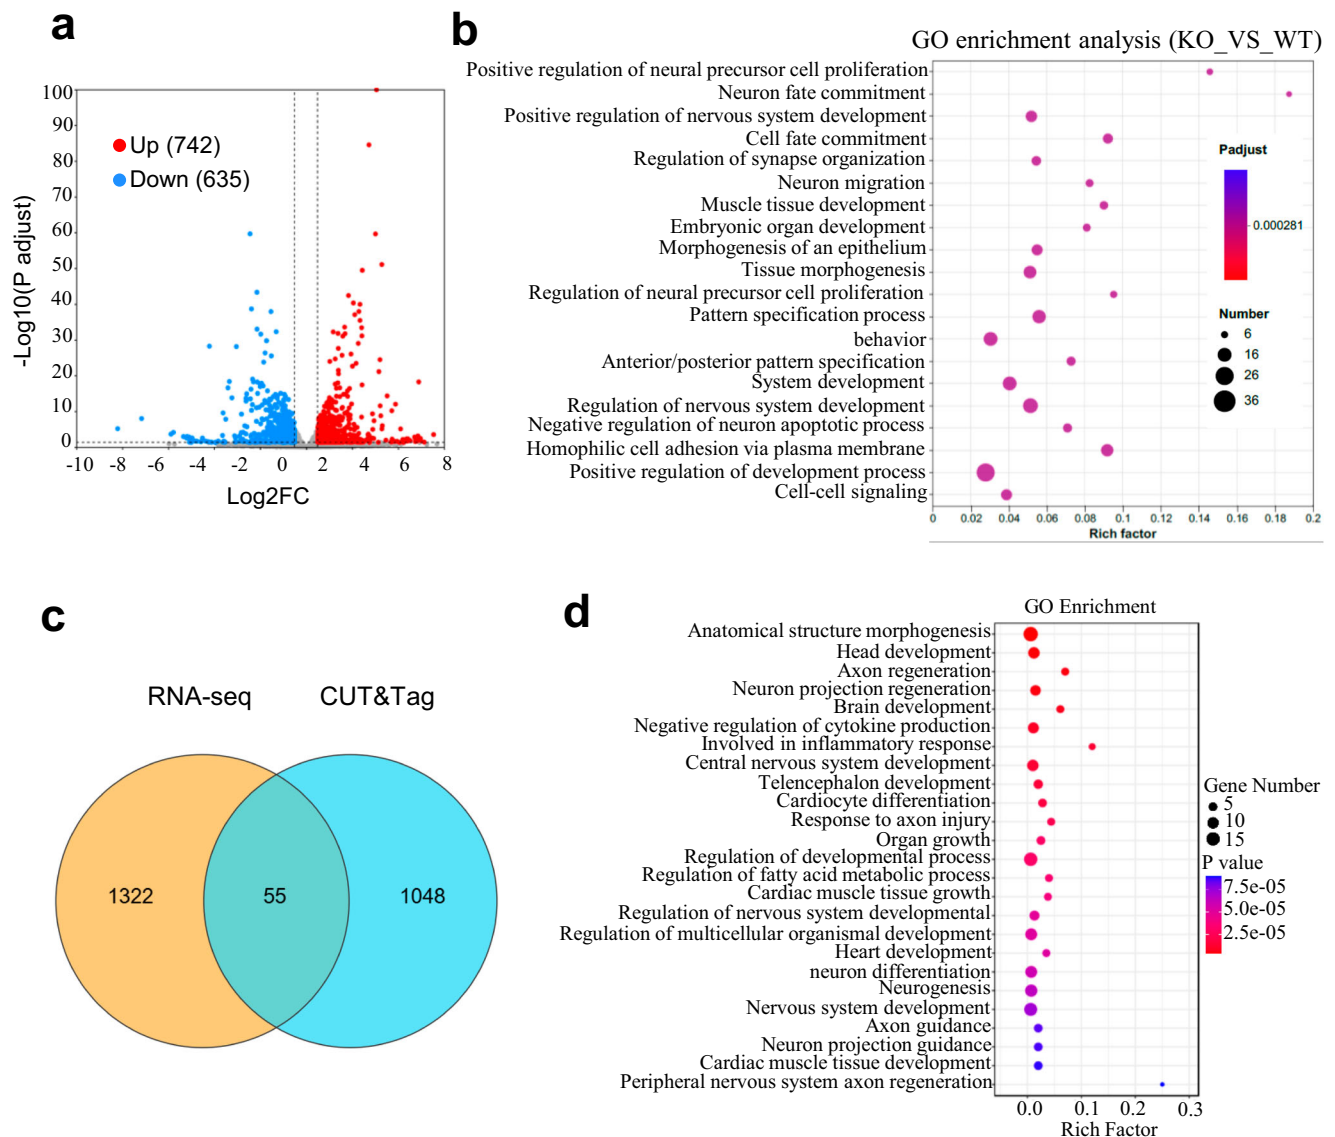 a
100
90
80
70
60
50
40
30
20
10
0
-Log10(P adjust)
Up (742)
Down (635)
-10 -8 -6 -4 -2 0 2 4 6 8
Log2FC
b
GO enrichment analysis (KO_VS_WT)
Positive regulation of neural precursor cell proliferation
Neuron fate commitment
Positive regulation of nervous system development
Cell fate commitment
Regulation of synapse organization
Neuron migration
Muscle tissue development
Embryonic organ development
Morphogenesis of an epithelium
Tissue morphogenesis
Regulation of neural precursor cell proliferation
Pattern specification process
behavior
Anterior/posterior pattern specification
System development
Regulation of nervous system development
Negative regulation of neuron apoptotic process
Homophilic cell adhesion via plasma membrane
Positive regulation of development process
Cell-cell signaling
0 0.02 0.04 0.06 0.08 0.1 0.12 0.14 0.16 0.18 0.2
Rich factor
Padjust
0.000281
Number
6
16
26
36
c
RNA-seq CUT&Tag
1322 55 1048
d
GO Enrichment
Anatomical structure morphogenesis
Head development
Axon regeneration
Neuron projection regeneration
Brain development
Negative regulation of cytokine production
Involved in inflammatory response
Central nervous system development
Telencephalon development
Cardiocyte differentiation
Response to axon injury
Organ growth
Regulation of developmental process
Regulation of fatty acid metabolic process
Cardiac muscle tissue growth
Regulation of nervous system developmental
Regulation of multicellular organismal development
Heart development
neuron differentiation
Neurogenesis
Nervous system development
Axon guidance
Neuron projection guidance
Cardiac muscle tissue development
Peripheral nervous system axon regeneration
0.0 0.1 0.2 0.3
Rich Factor
Gene Number
5
10
15
P value
7.5e-05
5.0e-05
2.5e-05